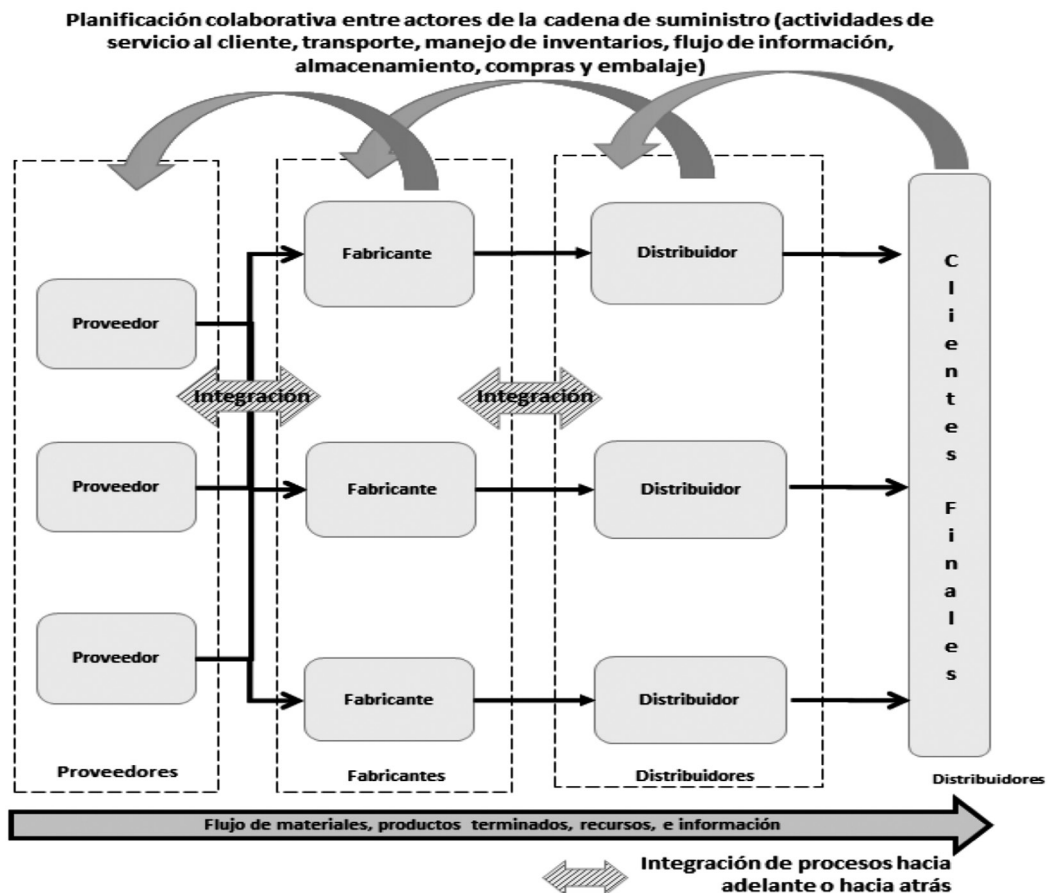 Planificación colaborativa entre actores de la cadena de suministro (actividades de
servicio al cliente, transporte, manejo de inventarios, flujo de información,
almacenamiento, compras y embalaje)
Fabricante
Distribuidor
Proveedor
Integración
Integración
Proveedor
Fabricante
Distribuidor
Proveedor
Fabricante
Distribuidor
Clientes Finales
Proveedores
Fabricantes
Distribuidores
Distribuidores
Flujo de materiales, productos terminados, recursos, e información
Integración de procesos hacia
adelante o hacia atrás